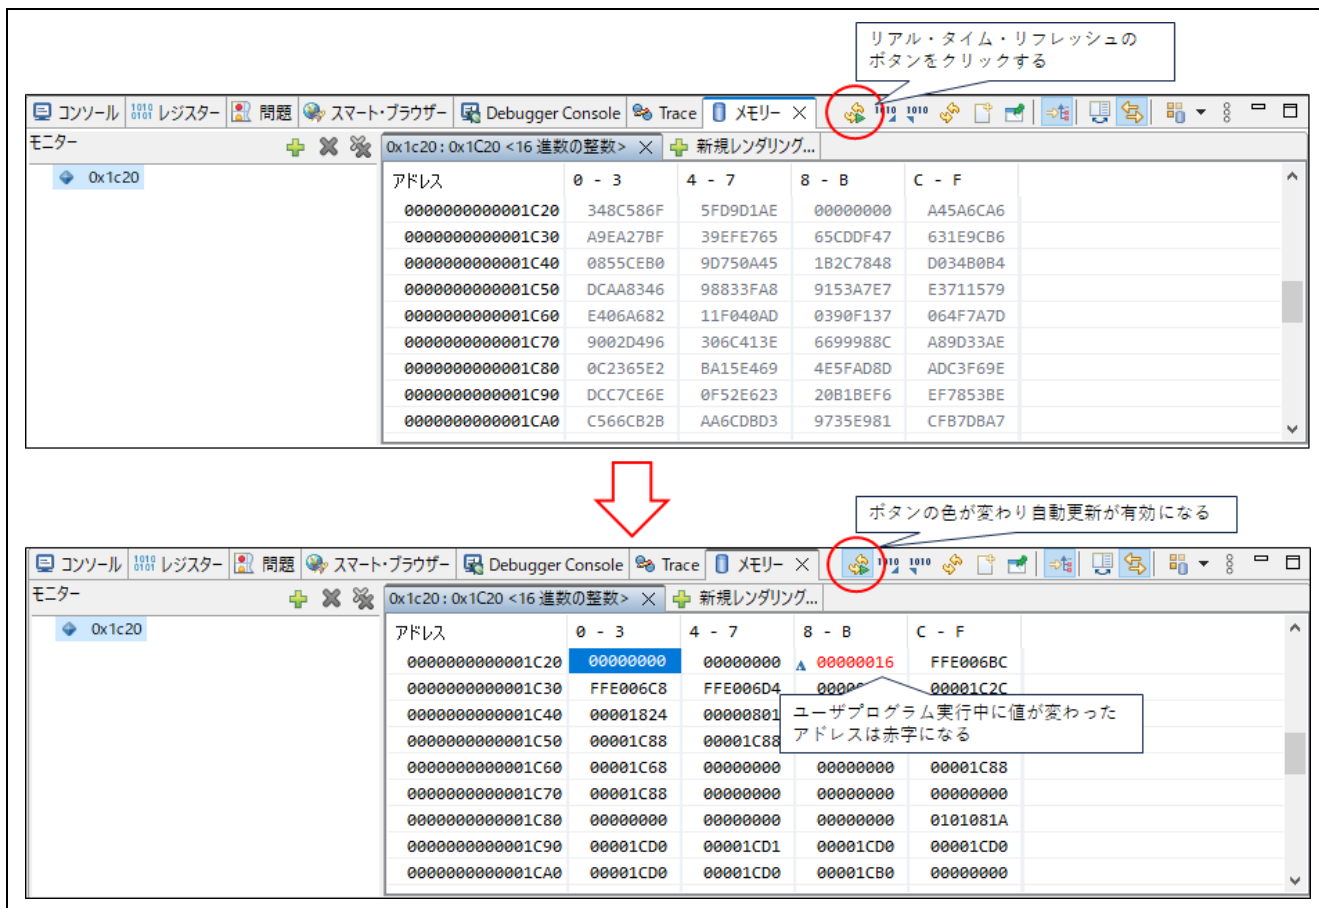 リアル・タイム・リフレッシュの
ボタンをクリックする
コンソール レジスター 問題 スマート・ブラウザー Debugger Console Trace メモリー
モニター
0x1c20 : 0x1C20 <16 進数の整数> 新規レンダリング...
0x1c20
アドレス 0 - 3 4 - 7 8 - B C - F
0000000000001C20 348C586F 5FD9D1AE 00000000 A45A6CA6
0000000000001C30 A9EA27BF 39EFE765 65CDDF47 631E9CB6
0000000000001C40 0855CEB0 9D750A45 1B2C7848 D034B0B4
0000000000001C50 DCAA8346 98833FA8 9153A7E7 E3711579
0000000000001C60 E406A682 11F040AD 0390F137 064F7A7D
0000000000001C70 9002D496 306C413E 6699988C A89D33AE
0000000000001C80 0C2365E2 BA15E469 4E5FAD8D ADC3F69E
0000000000001C90 DCC7CE6E 0F52E623 20B1BEF6 EF7853BE
0000000000001CA0 C566CB2B AA6CDBD3 9735E981 CFB7DBA7
ボタンの色が変わり自動更新が有効になる
コンソール レジスター 問題 スマート・ブラウザー Debugger Console Trace メモリー
モニター
0x1c20 : 0x1C20 <16 進数の整数> 新規レンダリング...
0x1c20
アドレス 0 - 3 4 - 7 8 - B C - F
0000000000001C20 00000000 00000000 00000016 FFE006BC
0000000000001C30 FFE006C8 FFE006D4 00001C2C
0000000000001C40 00001824 00000801
ユーザプログラム実行中に値が変わった
アドレスは赤字になる
0000000000001C50 00001C88 00001C88
0000000000001C60 00001C68 00000000 00000000 00001C88
0000000000001C70 00001C88 00000000 00000000 00000000
0000000000001C80 00000000 00000000 00000000 0101081A
0000000000001C90 00001CD0 00001CD1 00001CD0 00001CD0
0000000000001CA0 00001CD0 00001CD0 00001CB0 00000000